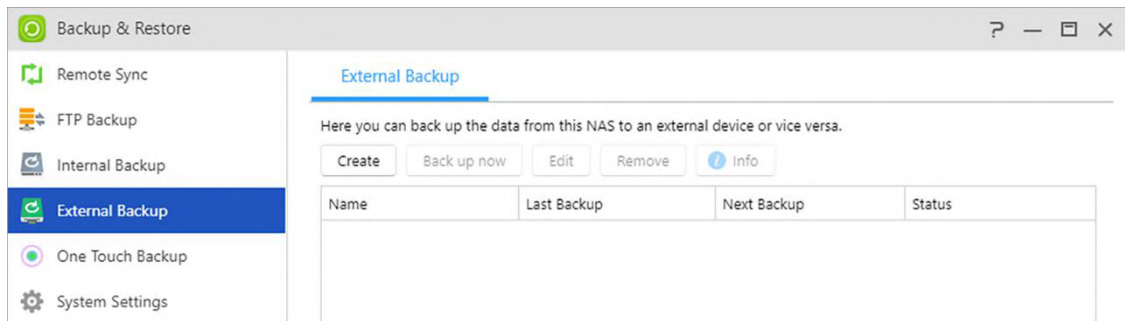 Backup & Restore
Remote Sync
FTP Backup
Internal Backup
External Backup
One Touch Backup
System Settings
External Backup
Here you can back up the data from this NAS to an external device or vice versa.
Create Back up now Edit Remove Info
Name Last Backup Next Backup Status